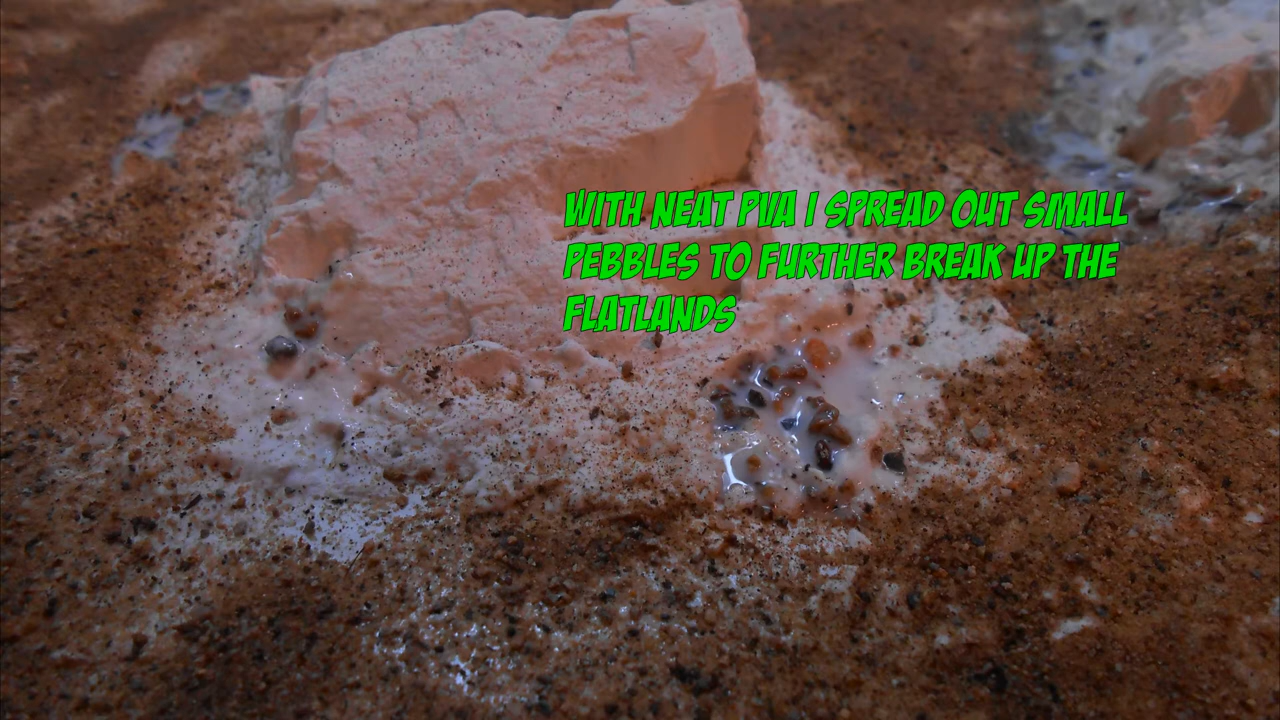 WITH NEAT PVA I SPREAD OUT SMALL
PEBBLES TO FURTHER BREAK UP THE
FLATLANDS